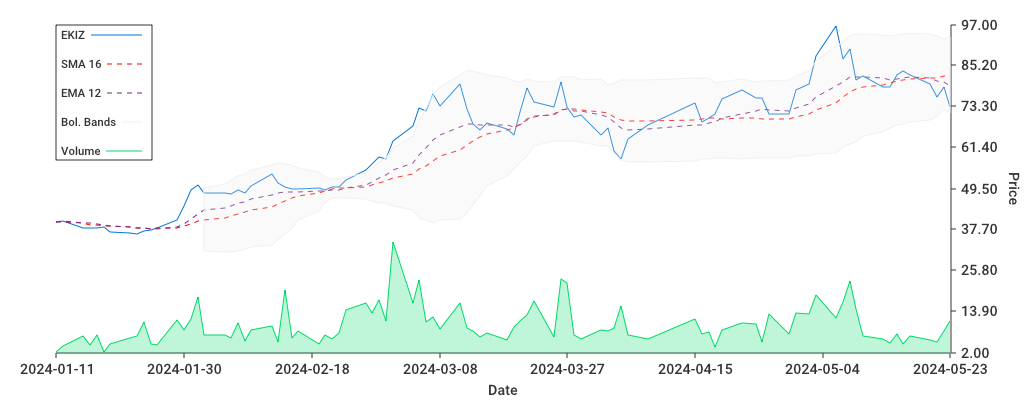 EKIZ
SMA 16
EMA 12
Bol. Bands
Volume
97.00
85.20
73.30
61.40
49.50
37.70
25.80
13.90
2.00
Price
2024-01-11
2024-01-30
2024-02-18
2024-03-08
2024-03-27
2024-04-15
2024-05-04
2024-05-23
Date